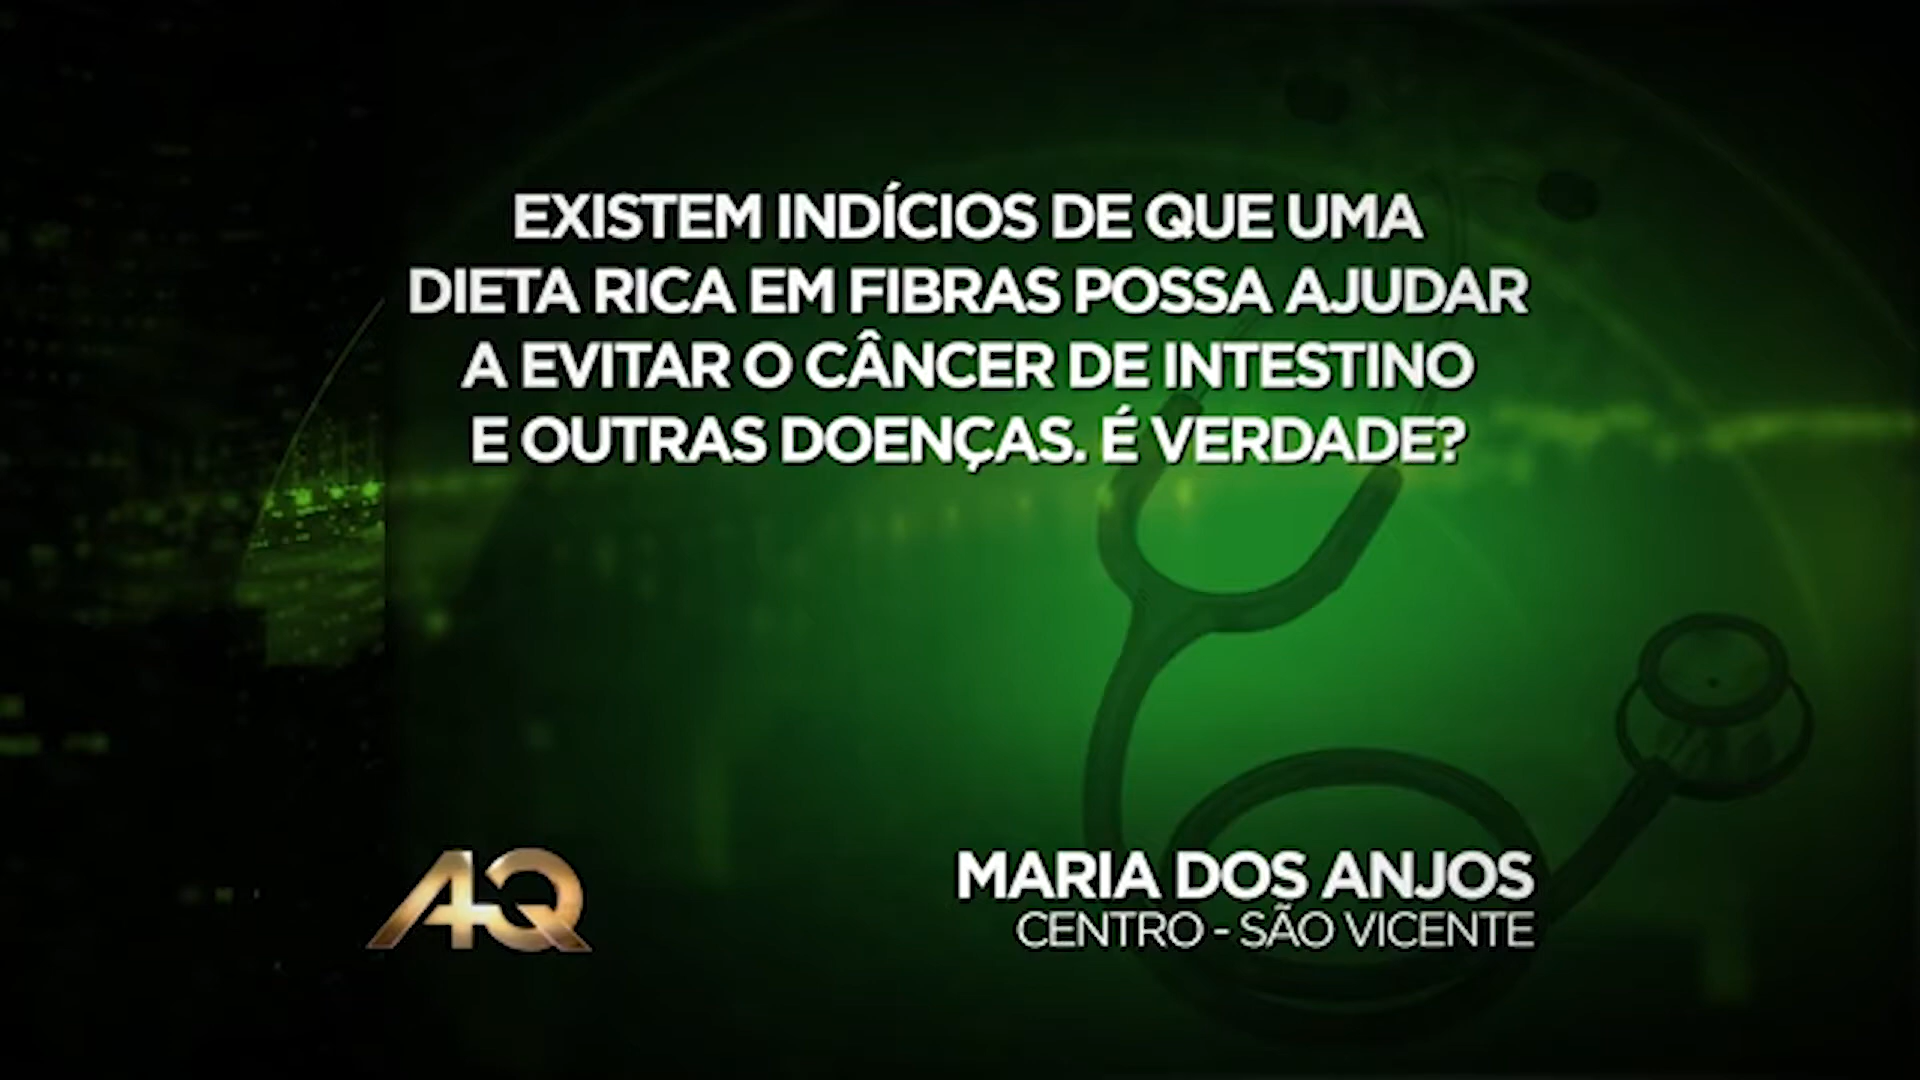 EXISTEM INDÍCIOS DE QUE UMA
DIETA RICA EM FIBRAS POSSA AJUDAR
A EVITAR O CÂNCER DE INTESTINO
E OUTRAS DOENÇAS. É VERDADE?
AQ
MARIA DOS ANJOS
CENTRO - SÃO VICENTE